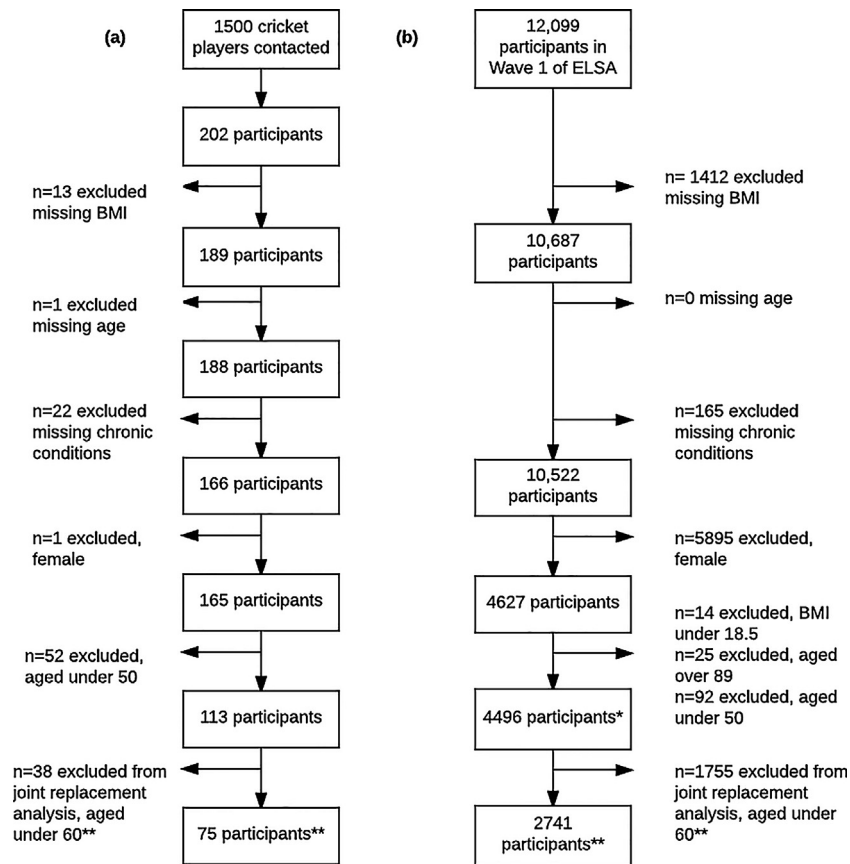 (a)
1500 cricket
players contacted
202 participants
n=13 excluded
missing BMI
189 participants
n=1 excluded
missing age
188 participants
n=22 excluded
missing chronic
conditions
166 participants
n=1 excluded,
female
165 participants
n=52 excluded,
aged under 50
113 participants
n=38 excluded from
joint replacement
analysis, aged
under 60**
75 participants**
(b)
12,099
participants in
Wave 1 of ELSA
n= 1412 excluded
missing BMI
10,687
participants
n=0 missing age
n=165 excluded
missing chronic
conditions
10,522
participants
n=5895 excluded,
female
4627 participants
n=14 excluded, BMI
under 18.5
n=25 excluded, aged
over 89
n=92 excluded, aged
under 50
4496 participants*
n=1755 excluded from
joint replacement
analysis, aged under
60**
2741
participants**